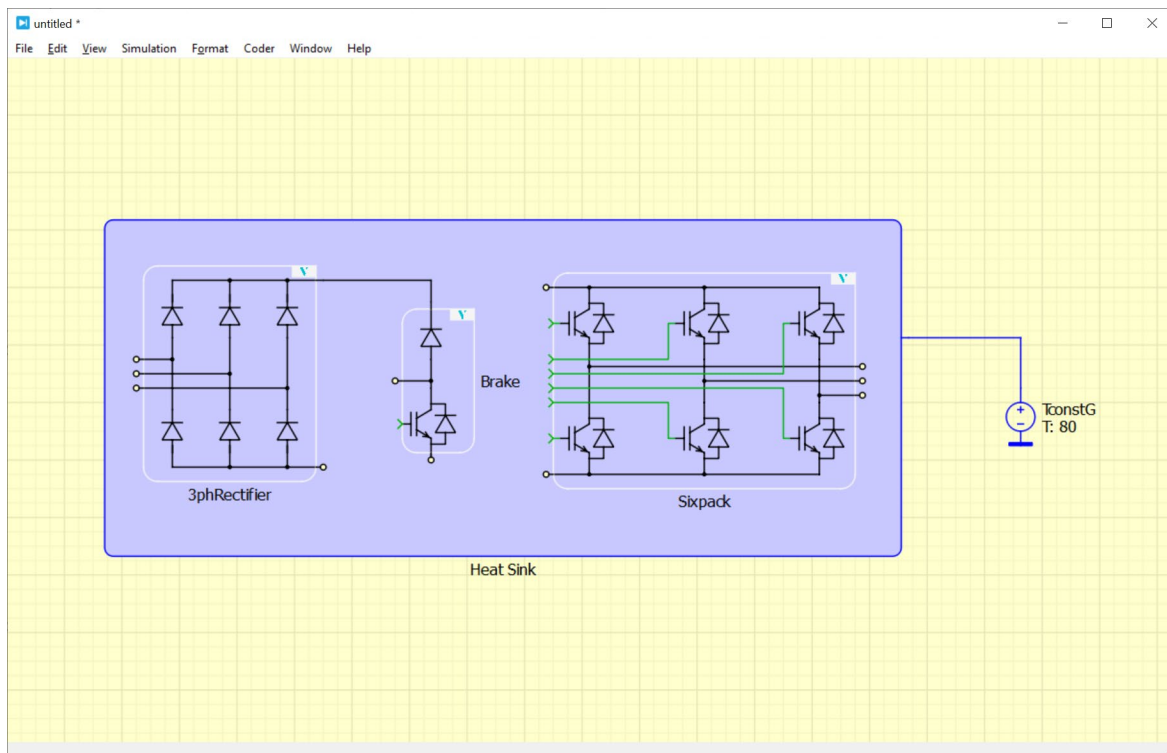 untitled *
File Edit View Simulation Format Coder Window Help
Brake
TconstG
T: 80
3phRectifier
Sixpack
Heat Sink